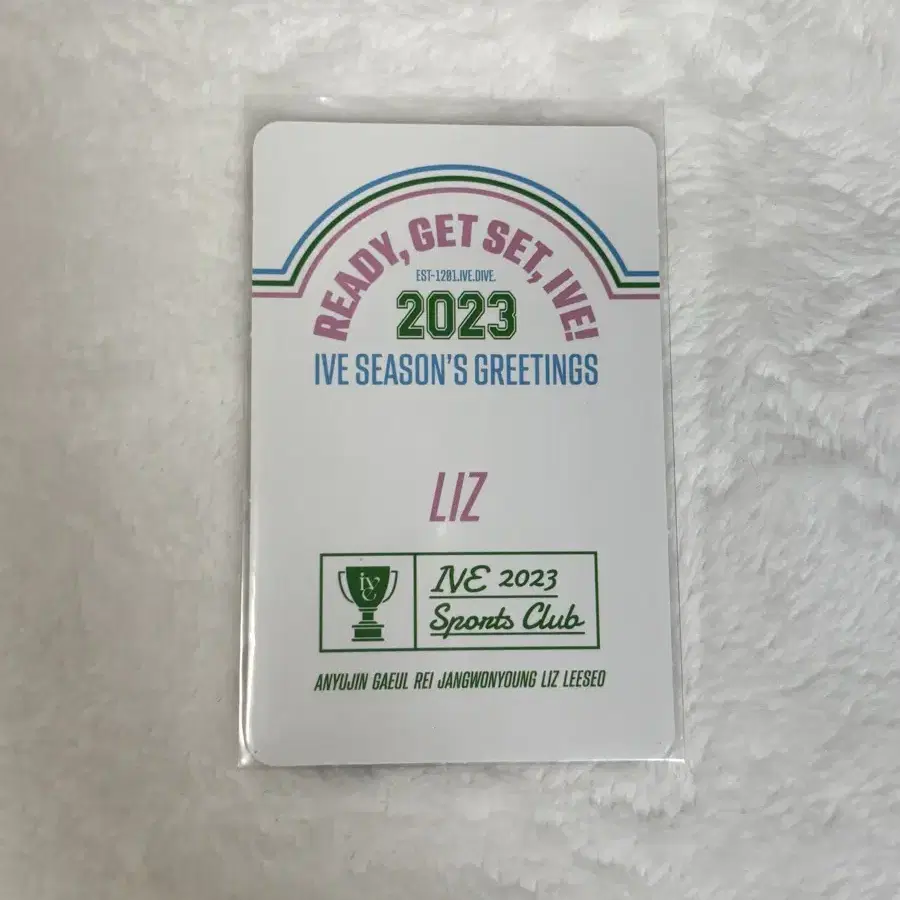 READY, GET SET, IVE!
EST-1201.IVE.DIVE.
2023
IVE SEASON'S GREETINGS
LIZ
ive
IVE 2023
Sports Club
ANYUJIN GAEUL REI JANGWONYOUNG LIZ LEESEO